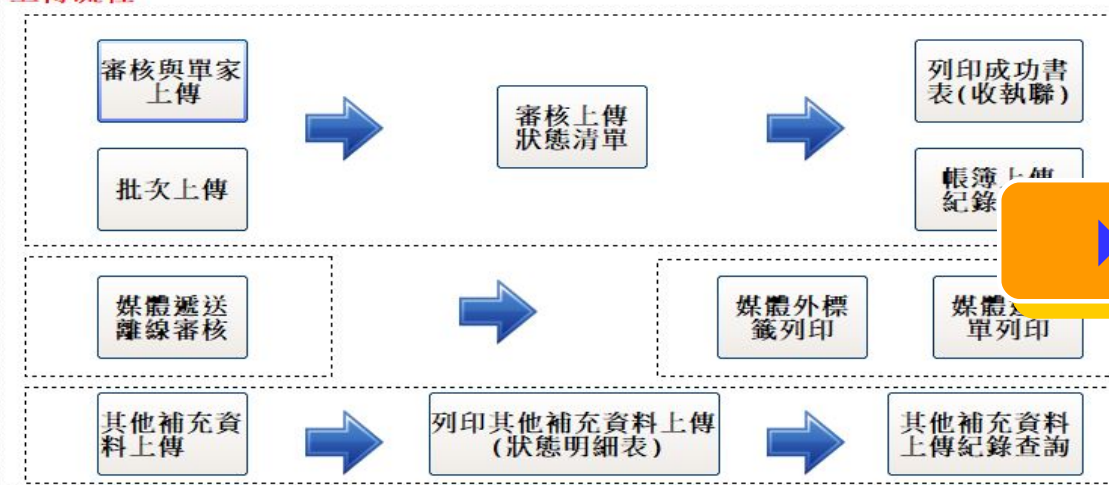 審核與單家
上傳
批次上傳
審核上傳
狀態清單
列印成功書
表(收執聯)
帳簿上傳
紀錄
媒體遞送
離線審核
媒體外標
籤列印
媒體
單列印
其他補充資
料上傳
列印其他補充資料上傳
(狀態明細表)
其他補充資料
上傳紀錄查詢